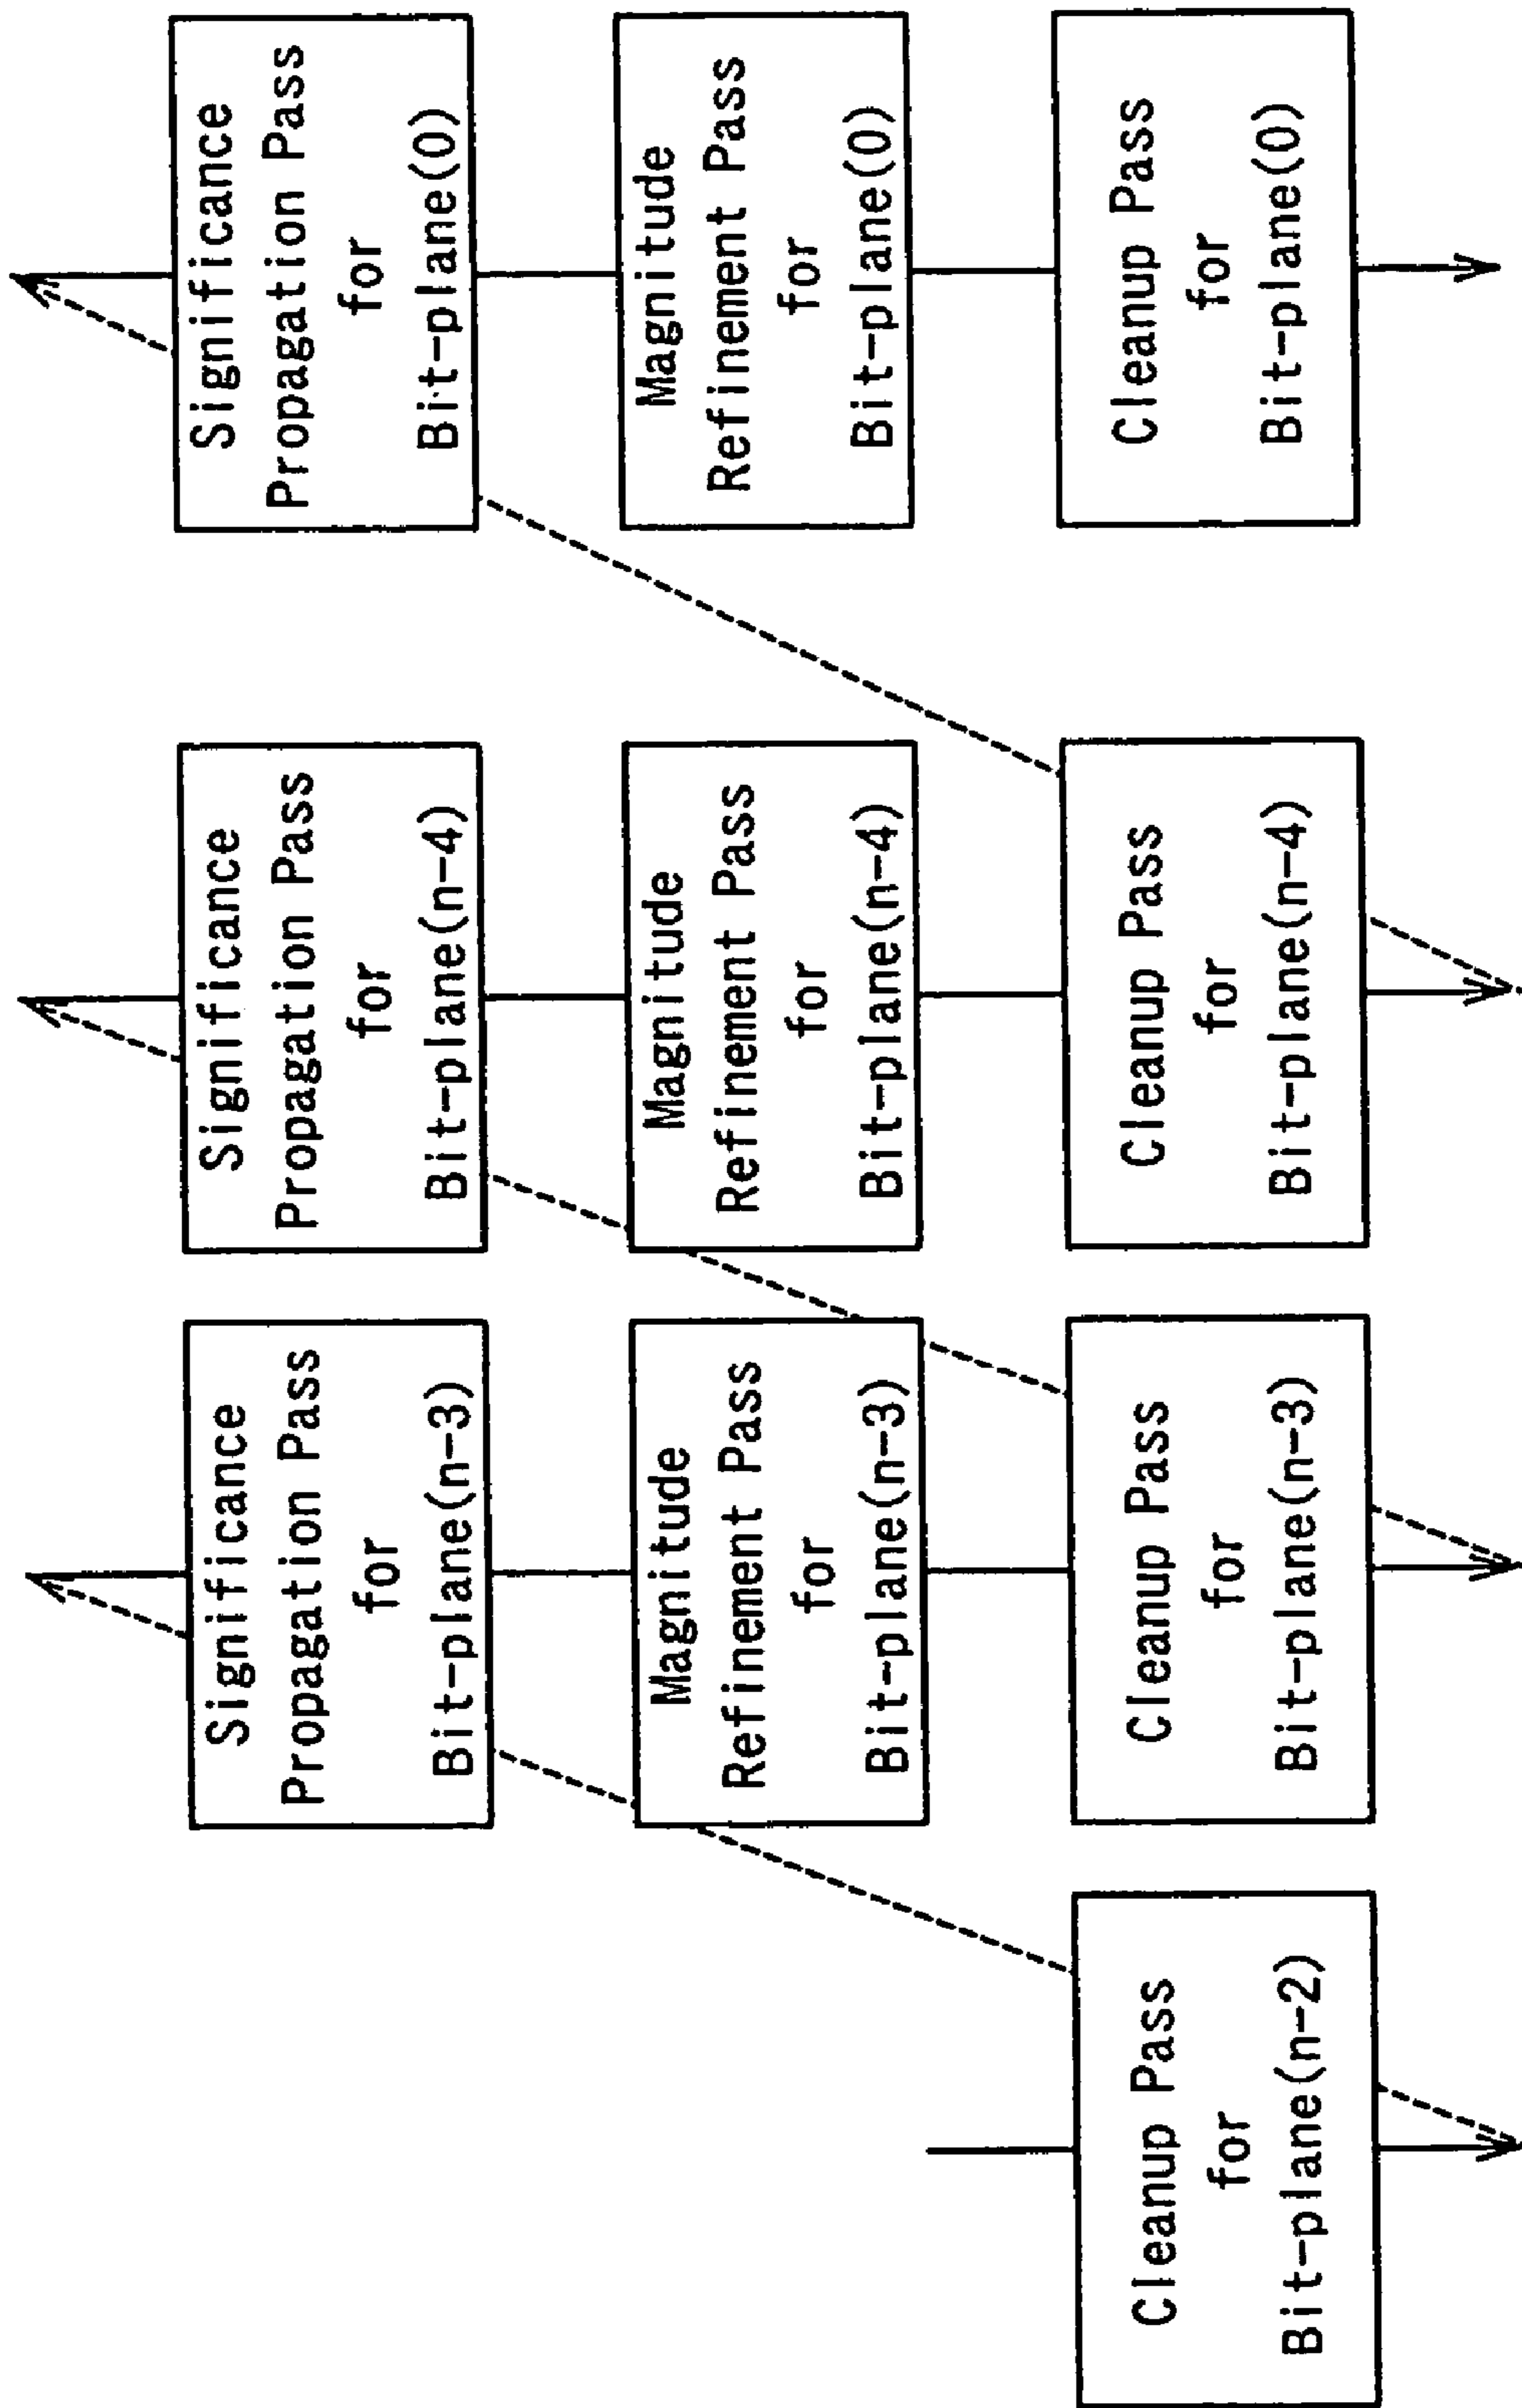 Cleanup Pass
for
Bit-plane(n-2)
Significance
Propagation Pass
for
Bit-plane(n-3)
Magnitude
Refinement Pass
for
Bit-plane(n-3)
Cleanup Pass
for
Bit-plane(n-3)
Significance
Propagation Pass
for
Bit-plane(n-4)
Magnitude
Refinement Pass
for
Bit-plane(n-4)
Cleanup Pass
for
Bit-plane(n-4)
Significance
Propagation Pass
for
Bit-plane(0)
Magnitude
Refinement Pass
for
Bit-plane(0)
Cleanup Pass
for
Bit-plane(0)